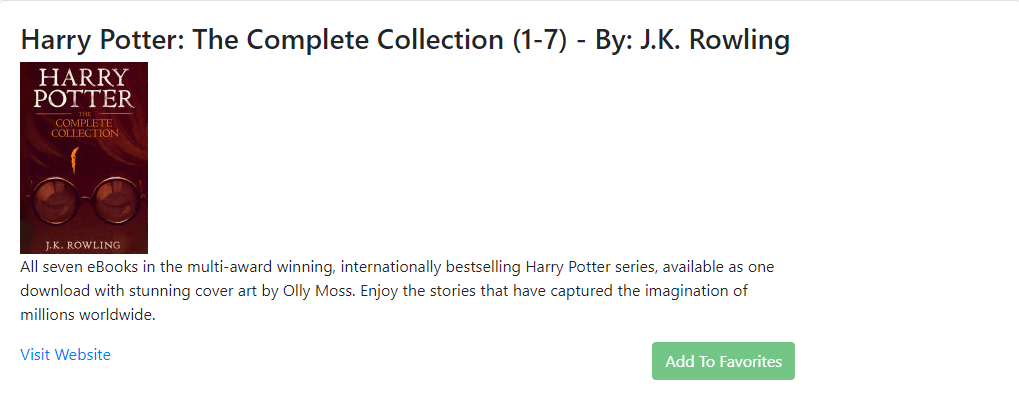 Harry Potter: The Complete Collection (1-7) - By: J.K. Rowling
HARRY
POTTER
THE
COMPLETE
COLLECTION
J.K. ROWLING
All seven eBooks in the multi-award winning, internationally bestselling Harry Potter series, available as one
download with stunning cover art by Olly Moss. Enjoy the stories that have captured the imagination of
millions worldwide.
Visit Website
Add To Favorites